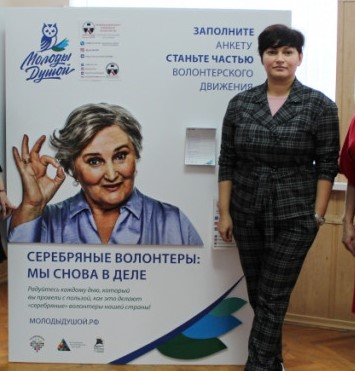 Молоды
Душой
ЗАПОЛНИТЕ
АНКЕТУ
СТАНЬТЕ ЧАСТЬЮ
ВОЛОНТЕРСКОГО
ДВИЖЕНИЯ
СЕРЕБРЯНЫЕ ВОЛОНТЕРЫ:
МЫ СНОВА В ДЕЛЕ
Радуйтесь каждому дню, который
вы провели с пользой, как это делают
«серебряные» волонтеры нашей страны!
МОЛОДЫДУШОЙ.РФ